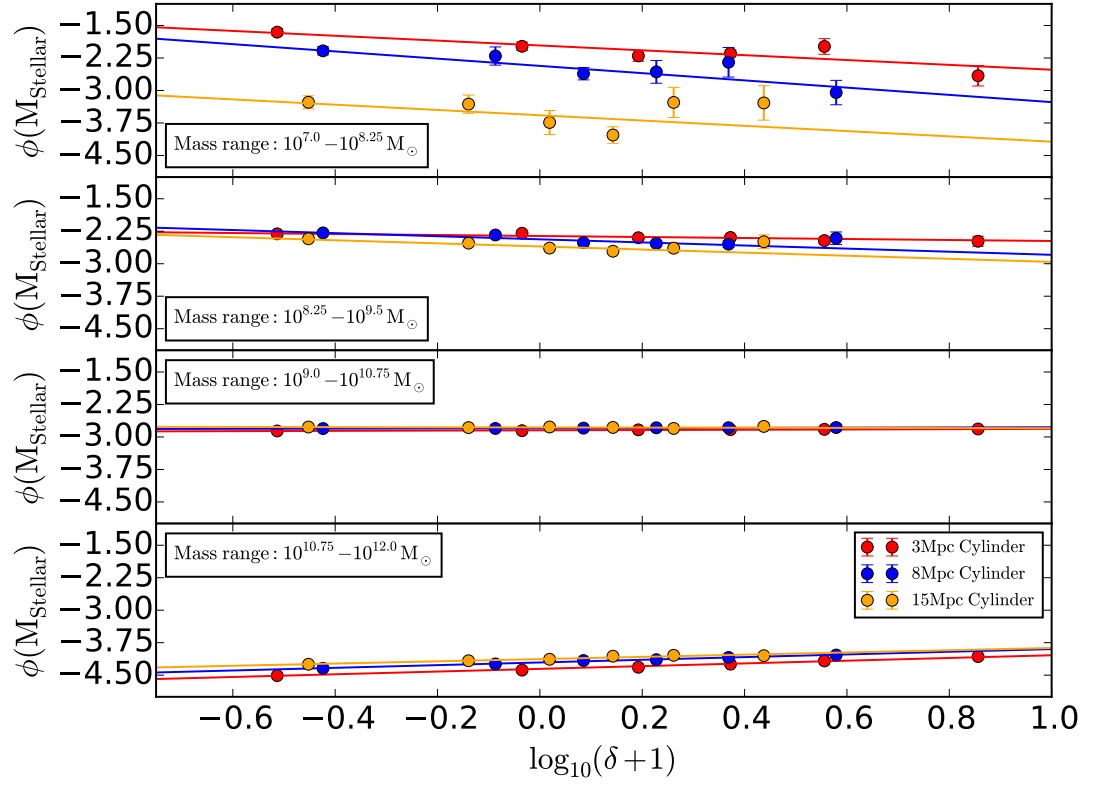 −1.50
−2.25
−3.00
−3.75
−4.50
ϕ(M_Stellar)
Mass range: 10^7.0 − 10^8.25 M_⊙
−1.50
−2.25
−3.00
−3.75
−4.50
ϕ(M_Stellar)
Mass range: 10^8.25 − 10^9.5 M_⊙
−1.50
−2.25
−3.00
−3.75
−4.50
ϕ(M_Stellar)
Mass range: 10^9.0 − 10^10.75 M_⊙
−1.50
−2.25
−3.00
−3.75
−4.50
ϕ(M_Stellar)
Mass range: 10^10.75 − 10^12.0 M_⊙
3Mpc Cylinder
8Mpc Cylinder
15Mpc Cylinder
−0.6 −0.4 −0.2 0.0 0.2 0.4 0.6 0.8 1.0
log_10(δ+1)